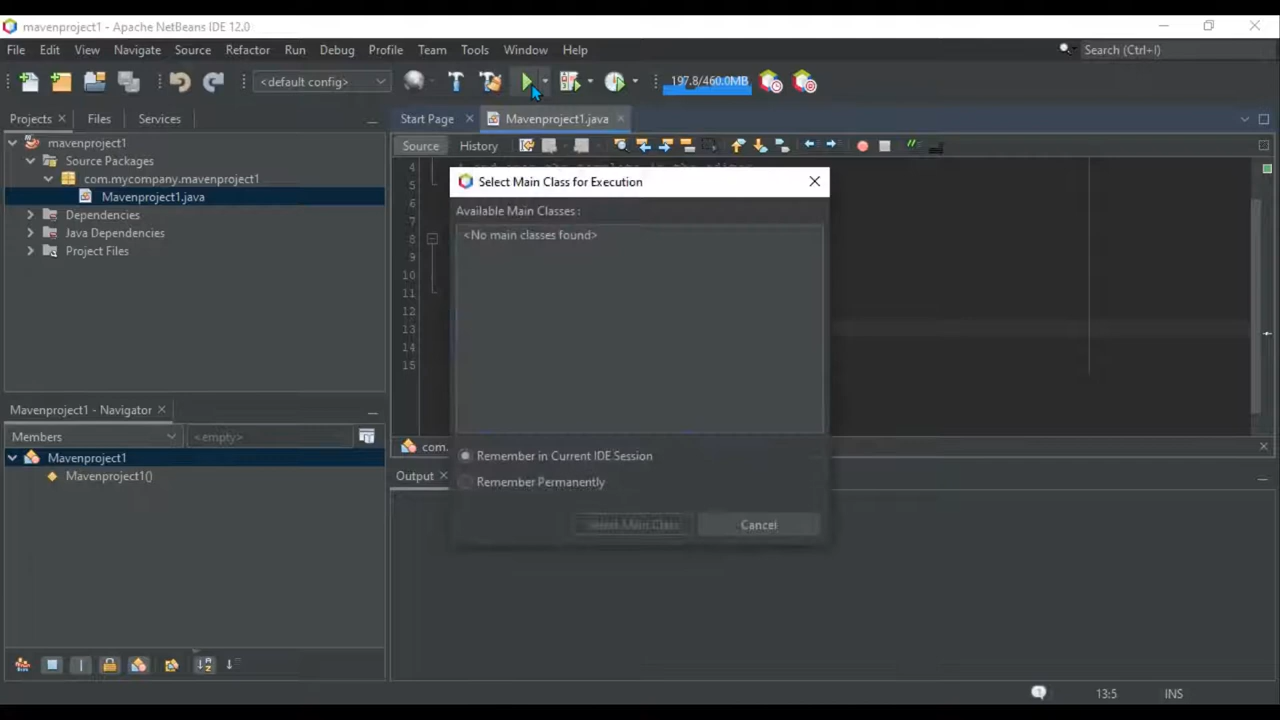 mavenproject1 - Apache NetBeans IDE 12.0
File Edit View Navigate Source Refactor Run Debug Profile Team Tools Window Help
Search (Ctrl+I)
<default config>
197.8/460.0MB
Projects Files Services
Start Page Mavenproject1.java
mavenproject1
Source Packages
com.mycompany.mavenproject1
Mavenproject1.java
Dependencies
Java Dependencies
Project Files
Source History
4
5
6
7
8
9
10
11
12
13
14
15
com.
Select Main Class for Execution
Available Main Classes :
<No main classes found>
Remember in Current IDE Session
Remember Permanently
Select Main Class Cancel
Mavenproject1 - Navigator
Members <empty>
Mavenproject1
Mavenproject1()
Output
13:5 INS